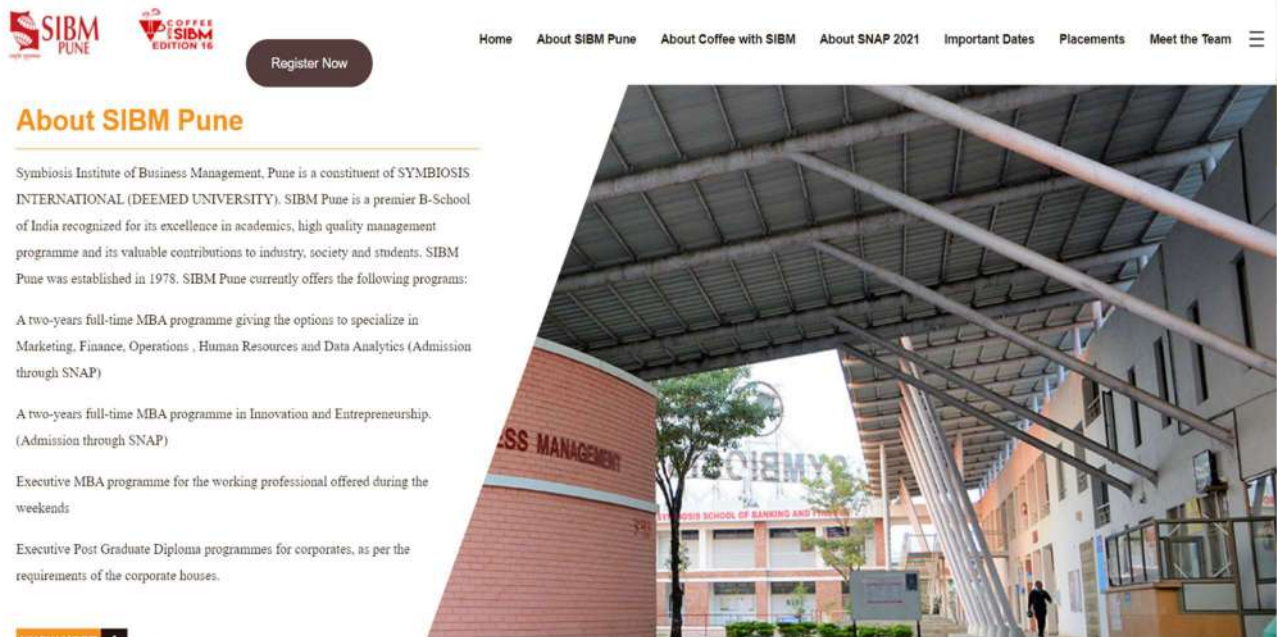 SIBM
PUNE
COFFEE
SIBM
EDITION 16
Register Now
Home About SIBM Pune About Coffee with SIBM About SNAP 2021 Important Dates Placements Meet the Team
About SIBM Pune
Symbiosis Institute of Business Management, Pune is a constituent of SYMBIOSIS
INTERNATIONAL (DEEMED UNIVERSITY). SIBM Pune is a premier B-School
of India recognized for its excellence in academics, high quality management
programme and its valuable contributions to industry, society and students. SIBM
Pune was established in 1978. SIBM Pune currently offers the following programs:
A two-years full-time MBA programme giving the options to specialize in
Marketing, Finance, Operations , Human Resources and Data Analytics (Admission
through SNAP)
A two-years full-time MBA programme in Innovation and Entrepreneurship.
(Admission through SNAP)
Executive MBA programme for the working professional offered during the
weekends
Executive Post Graduate Diploma programmes for corporates, as per the
requirements of the corporate houses.
ESS MANAGEMENT
SYMBIOSIS SCHOOL OF BANKING AND